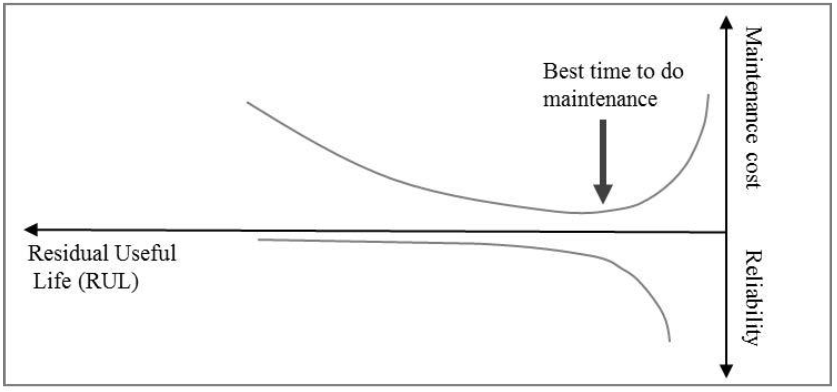 Best time to do
maintenance
Maintenance cost
Residual Useful
Life (RUL)
Reliability